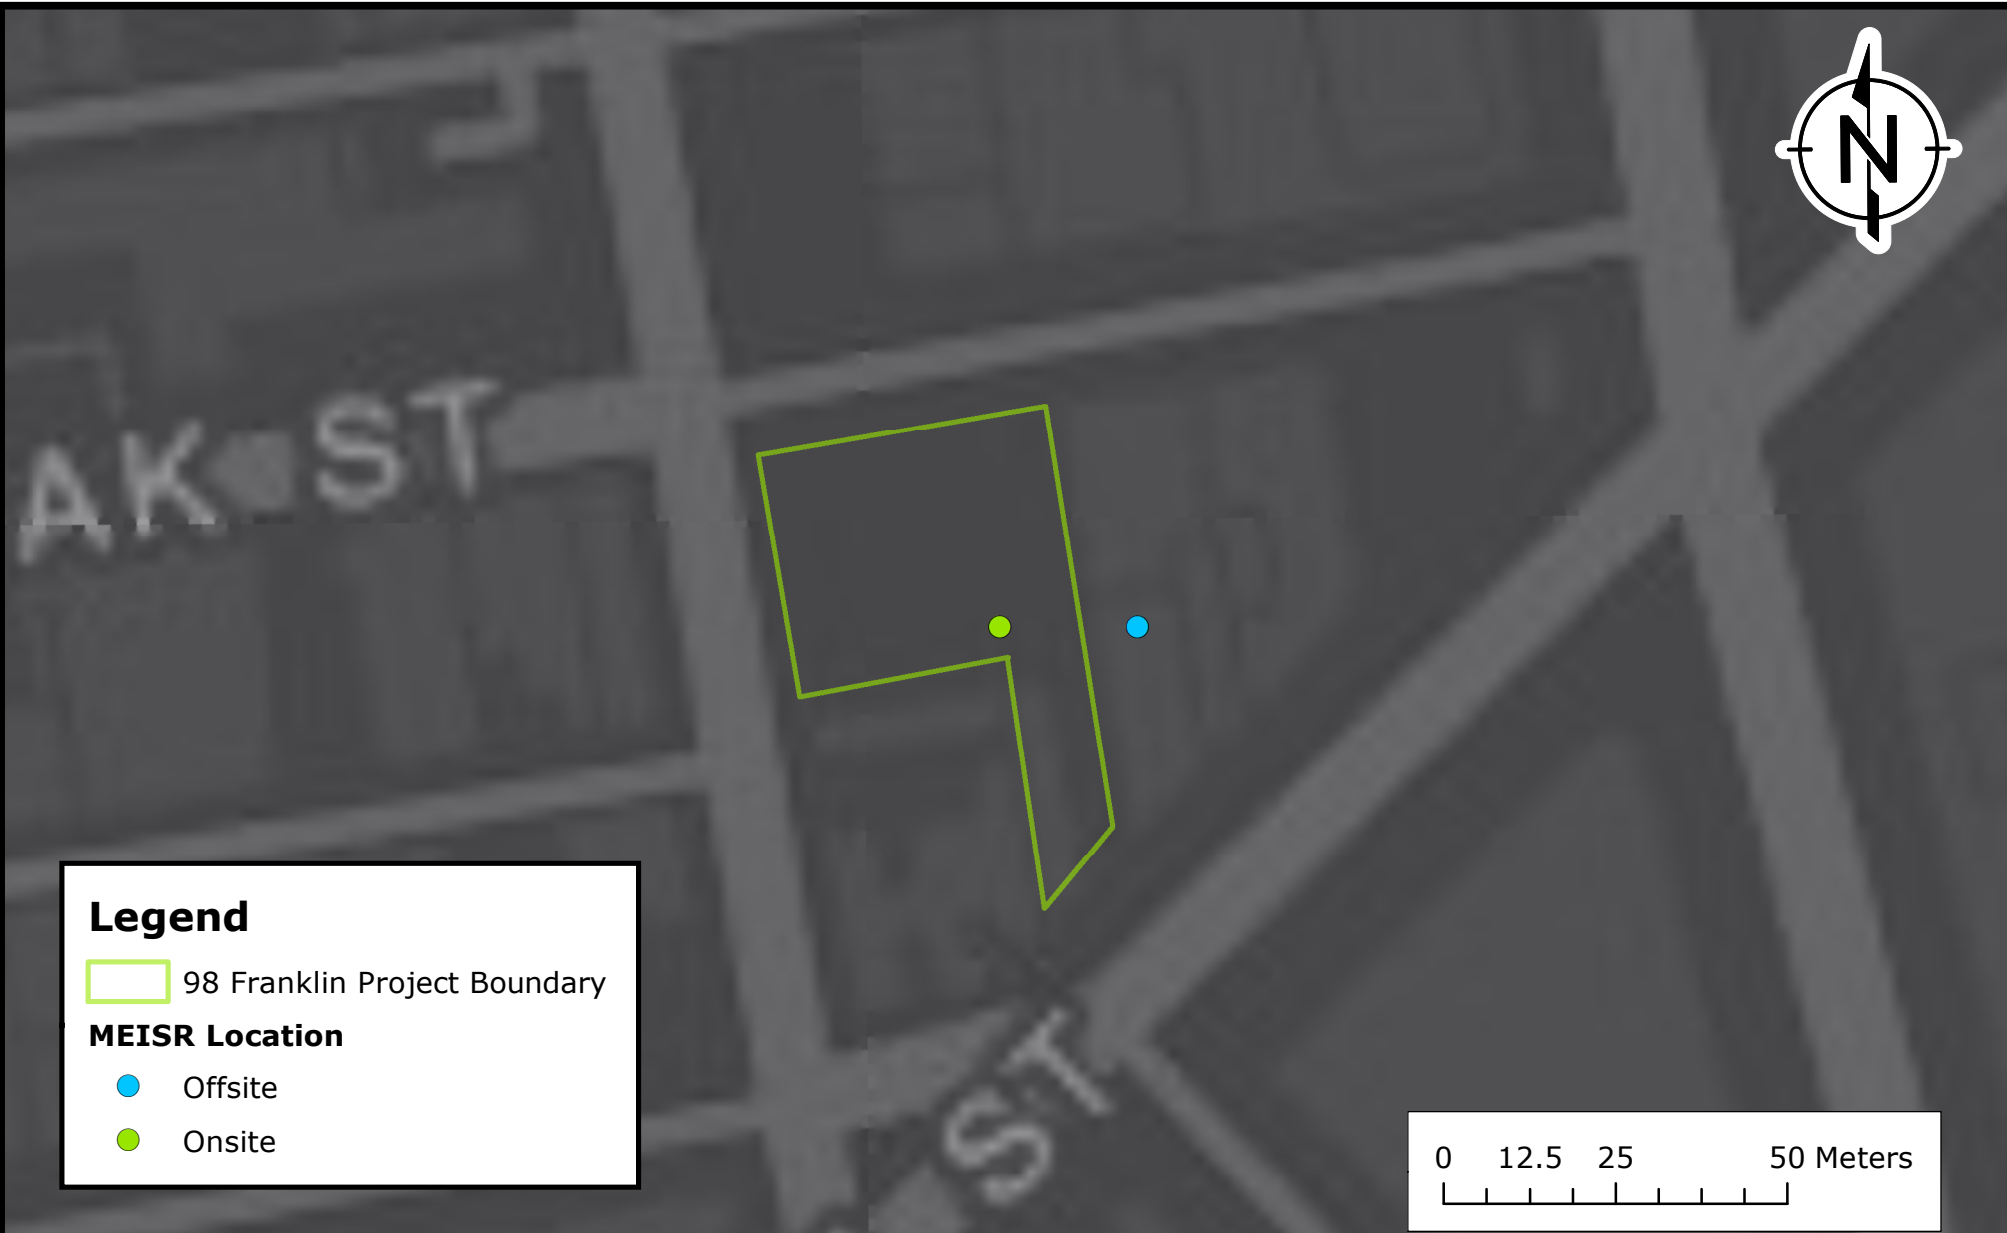 N
AK ST
Legend
98 Franklin Project Boundary
MEISR Location
Offsite
Onsite
ST
0 12.5 25 50 Meters